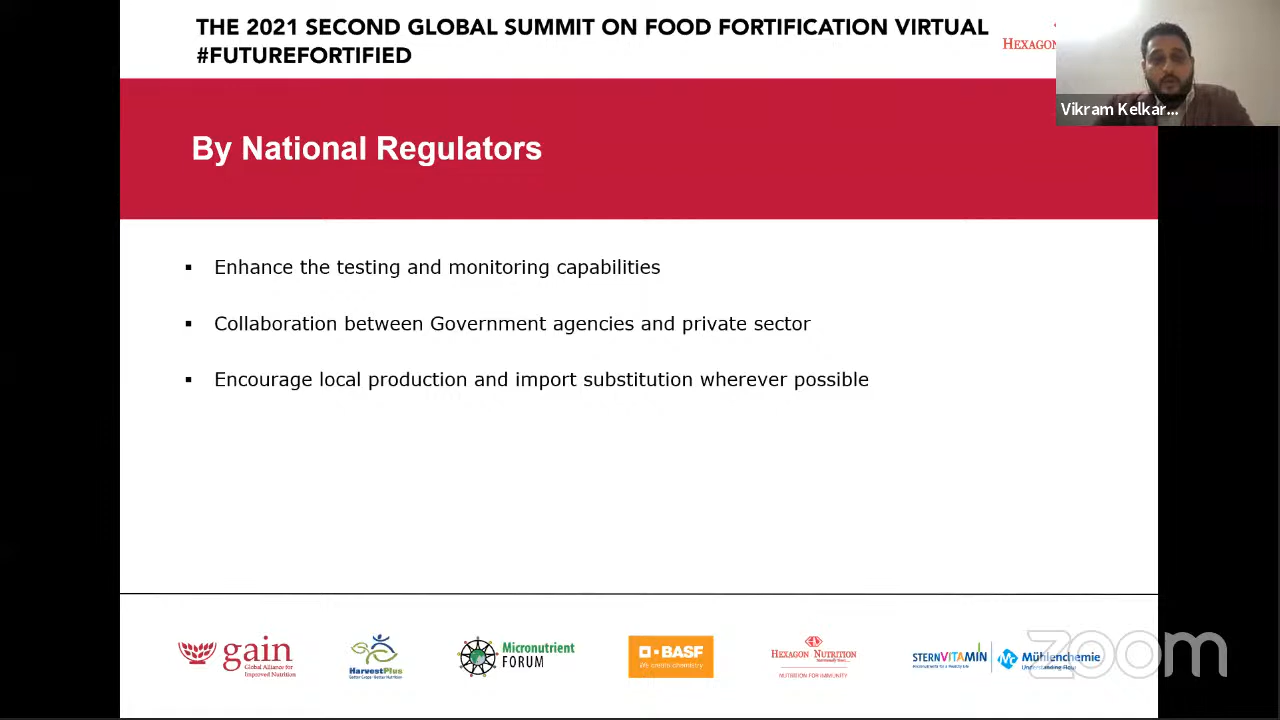 THE 2021 SECOND GLOBAL SUMMIT ON FOOD FORTIFICATION VIRTUAL
#FUTUREFORTIFIED
HEXAGON
Vikram Kelkar...
By National Regulators
▪ Enhance the testing and monitoring capabilities
▪ Collaboration between Government agencies and private sector
▪ Encourage local production and import substitution wherever possible
gain
Global Alliance for
Improved Nutrition
HarvestPlus
Better Crops • Better Nutrition
Micronutrient
FORUM
BASF
We create chemistry
HEXAGON NUTRITION
NUTRITION FOR IMMUNITY
STERNVITAMIN
Mühlenchemie
Understanding Flour
zoom